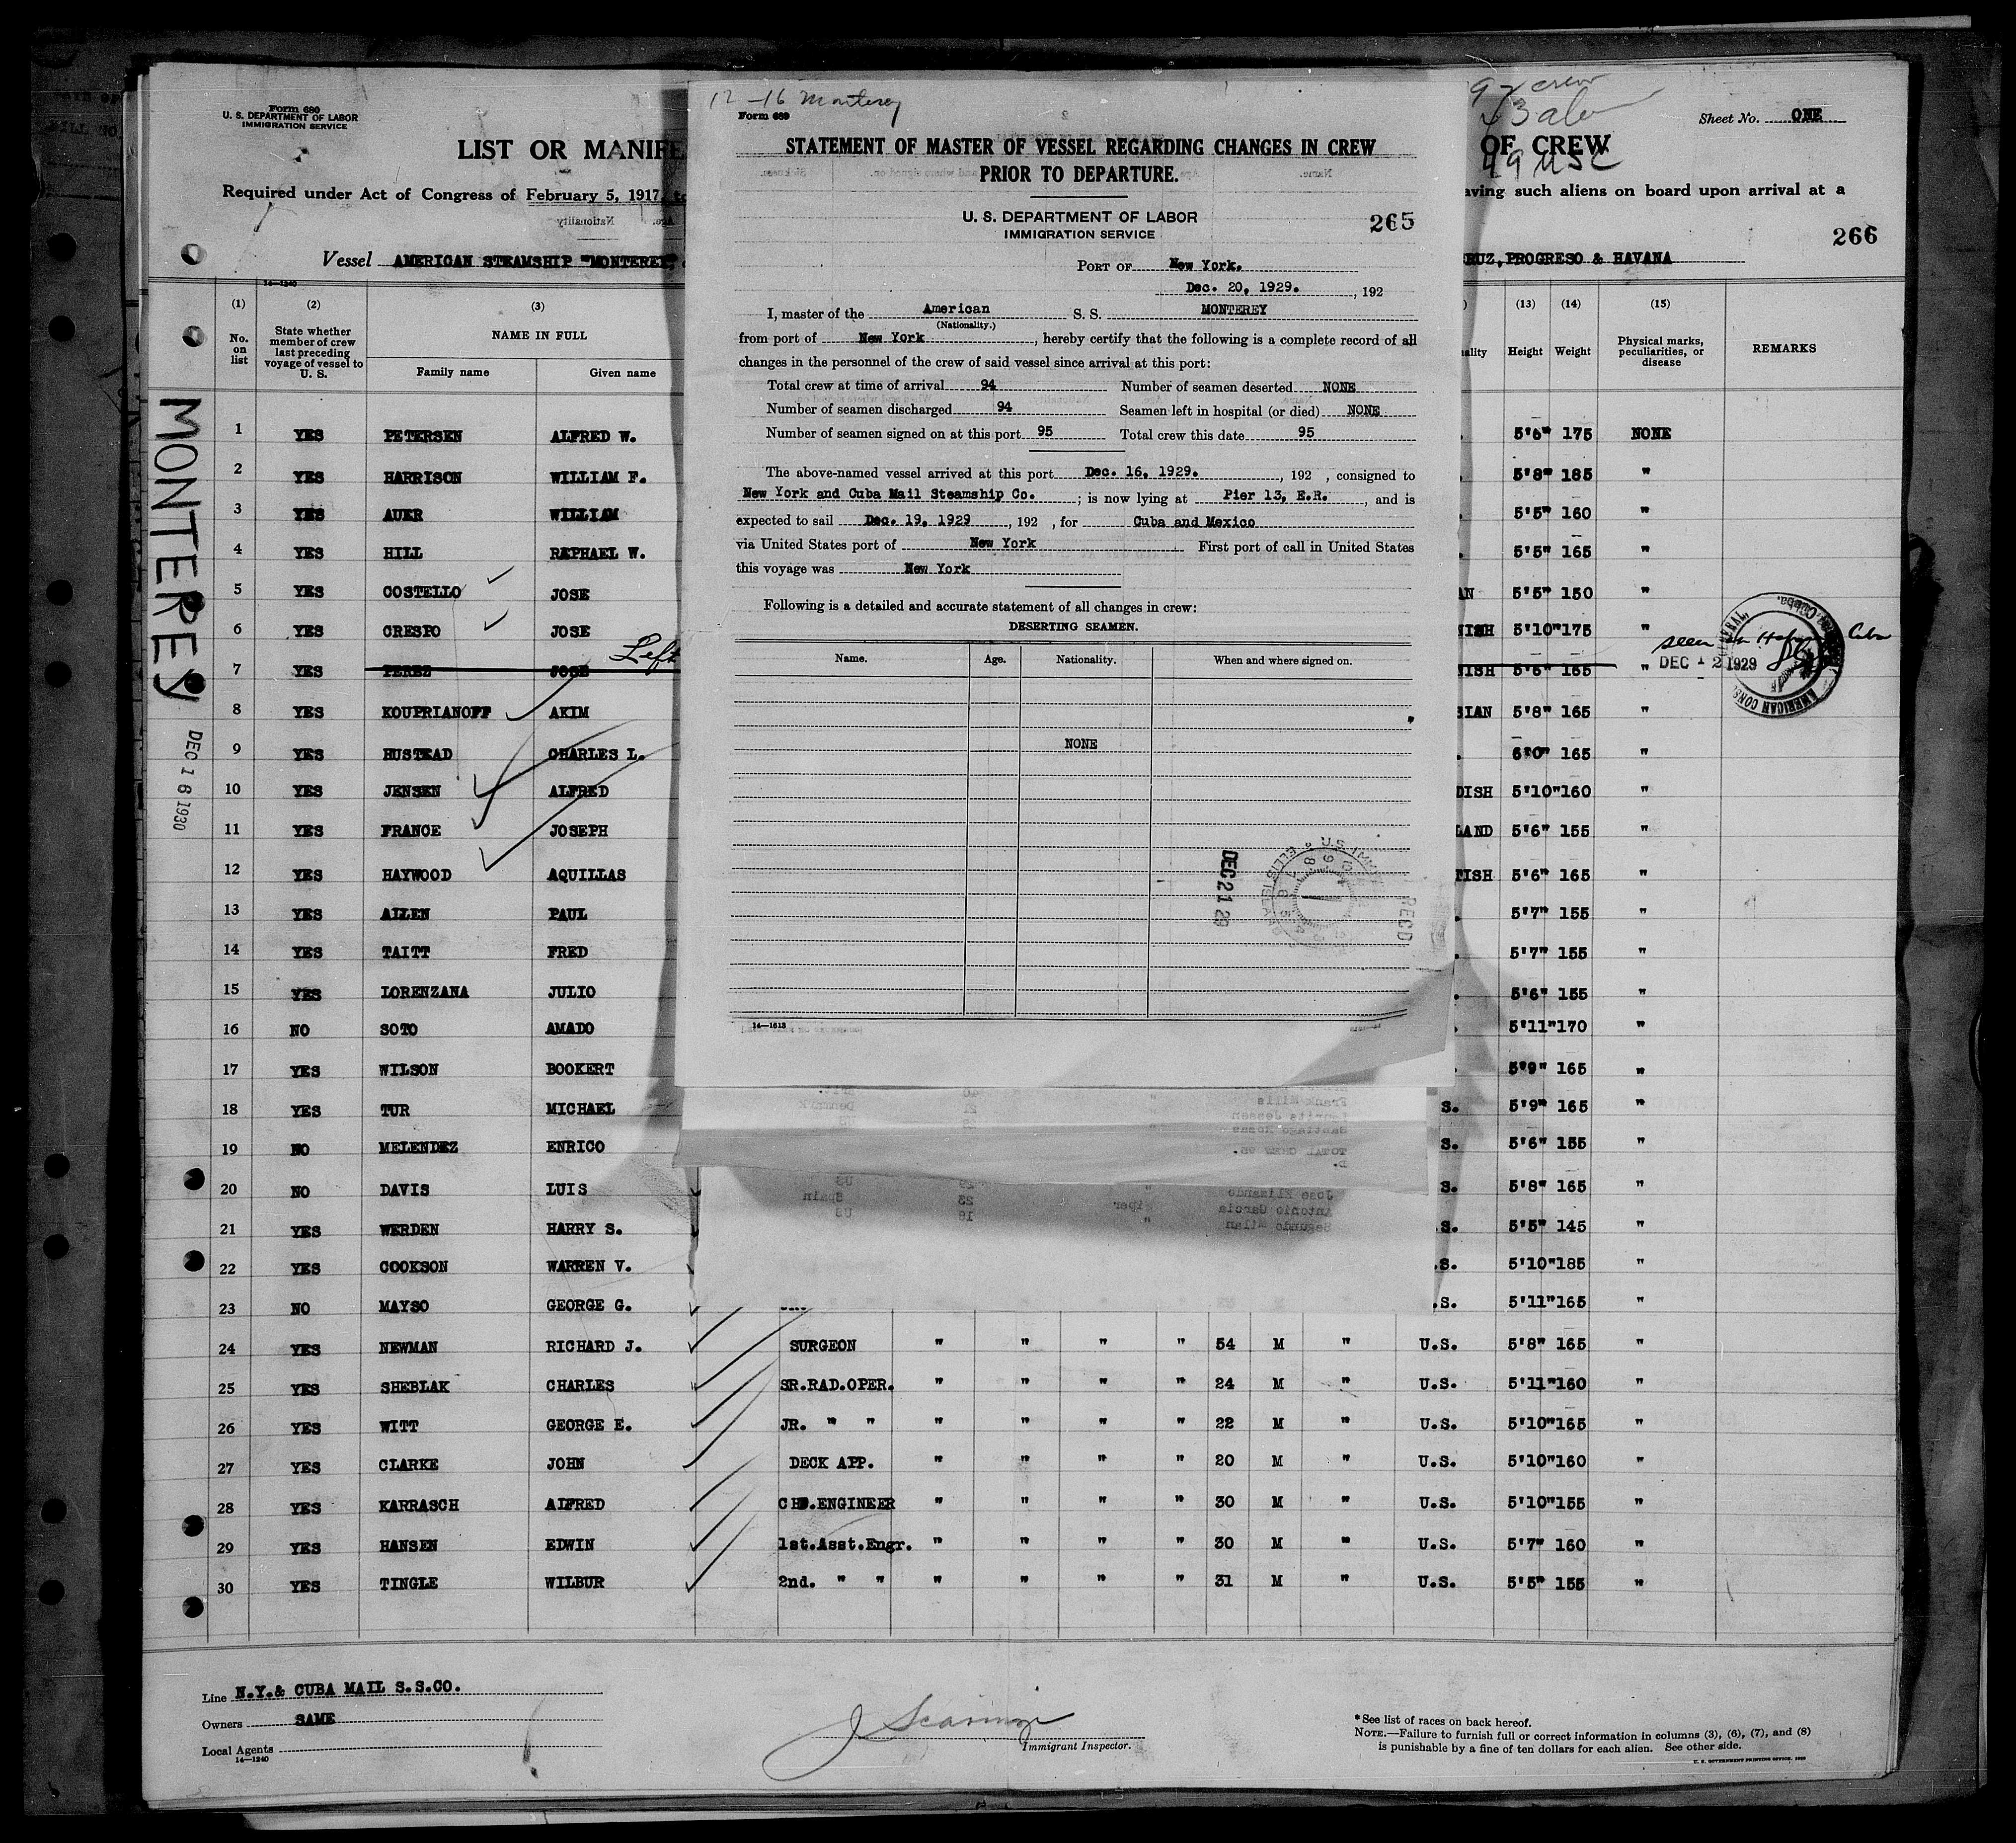 Form 680
U. S. DEPARTMENT OF LABOR
IMMIGRATION SERVICE
LIST OR MANIFE
Required under Act of Congress of February 5, 1917, to
Vessel AMERICAN STEAMSHIP "MONTEREY",
12-16 Monterey
Form 689
STATEMENT OF MASTER OF VESSEL REGARDING CHANGES IN CREW
PRIOR TO DEPARTURE.
U. S. DEPARTMENT OF LABOR
IMMIGRATION SERVICE
265
PORT OF New York.
Dec. 20, 1929. , 192
I, master of the American S. S. MONTEREY
(Nationality.)
from port of New York , hereby certify that the following is a complete record of all
changes in the personnel of the crew of said vessel since arrival at this port:
Total crew at time of arrival 94 Number of seamen deserted NONE
Number of seamen discharged 94 Seamen left in hospital (or died) NONE
Number of seamen signed on at this port 95 Total crew this date 95
The above-named vessel arrived at this port Dec. 16, 1929. , 192 , consigned to
New York and Cuba Mail Steamship Co. ; is now lying at Pier 13, E.R. , and is
expected to sail Dec. 19, 1929 , 192 , for Cuba and Mexico
via United States port of New York First port of call in United States
this voyage was New York
Following is a detailed and accurate statement of all changes in crew:
DESERTING SEAMEN.
Name. Age. Nationality. When and where signed on.
NONE
DEC 21 29
RECD
14—1613
crew
Sheet No. ONE
OF CREW
49 USC
aving such aliens on board upon arrival at a
266
RUZ, PROGRESO & HAVANA
14—1240
(1) (2) (3) (13) (14) (15)
No. on list
State whether member of crew last preceding voyage of vessel to U. S.
NAME IN FULL
Family name Given name
ality Height Weight Physical marks, peculiarities, or disease REMARKS
MONTEREY
DEC 16 1930
1 YES PETERSEN ALFRED W. 5'6" 175 NONE
2 YES HARRISON WILLIAM F. 5'8" 185 "
3 YES AUER WILLIAM 5'5" 160 "
4 YES HILL RAPHAEL W. 5'5" 165 "
5 YES COSTELLO JOSE AN 5'5" 150 "
6 YES CRESPO JOSE NISH 5'10" 175 "
Left
7 YES PEREZ JOSE NISH 5'6" 165 "
seen Cuba
DEC 12 1929
8 YES KOUPRIANOFF AKIM SIAN 5'8" 165 "
9 YES HUSTEAD CHARLES L. 6'0" 165 "
10 YES JENSEN ALFRED DISH 5'10" 160 "
11 YES FRANCE JOSEPH LAND 5'6" 155 "
12 YES HAYWOOD AQUILLAS TISH 5'6" 165 "
13 YES ALLEN PAUL 5'7" 155 "
14 YES TAITT FRED 5'7" 155 "
15 YES LORENZANA JULIO 5'6" 155 "
16 NO SOTO AMADO 5'11" 170 "
17 YES WILSON BOOKERT 5'9" 165 "
18 YES TUR MICHAEL S. 5'9" 165 "
19 NO MELENDEZ ENRICO S. 5'6" 155 "
20 NO DAVIS LUIS S. 5'8" 165 "
21 YES WERDEN HARRY S. S. 5'5" 145 "
22 YES COOKSON WARREN V. .S. 5'10" 185 "
23 NO MAYSO GEORGE G. .S. 5'11" 165 "
24 YES NEWMAN RICHARD J. SURGEON " " " " 54 M " U.S. 5'8" 165 "
25 YES SHEBLAK CHARLES SR.RAD.OPER. " " " " 24 M " U.S. 5'11" 160 "
26 YES WITT GEORGE E. JR. " " " " " " 22 M " U.S. 5'10" 165 "
27 YES CLARKE JOHN DECK APP. " " " " 20 M " U.S. 5'10" 160 "
28 YES KARRASCH ALFRED CH.ENGINEER " " " " 30 M " U.S. 5'10" 155 "
29 YES HANSEN EDWIN 1st.Asst.Engr. " " " " 30 M " U.S. 5'7" 160 "
30 YES TINGLE WILBUR 2nd. " " " " " " 31 M " U.S. 5'5" 155 "
Line N.Y.& CUBA MAIL S.S.CO.
Owners SAME
Local Agents
14—1240
Immigrant Inspector.
* See list of races on back hereof.
NOTE.—Failure to furnish full or correct information in columns (3), (6), (7), and (8)
is punishable by a fine of ten dollars for each alien. See other side.
U. S. GOVERNMENT PRINTING OFFICE